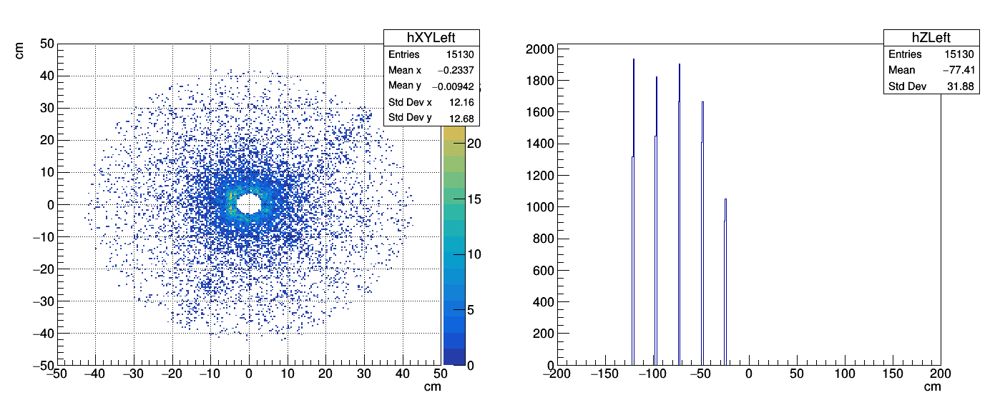 hXYLeft
Entries 15130
Mean x −0.2337
Mean y −0.00942
Std Dev x 12.16
Std Dev y 12.68
cm
50
40
30
20
10
0
−10
−20
−30
−40
−50
−50 −40 −30 −20 −10 0 10 20 30 40 50
cm
20
15
10
5
0
hZLeft
Entries 15130
Mean −77.41
Std Dev 31.88
2000
1800
1600
1400
1200
1000
800
600
400
200
0
−200 −150 −100 −50 0 50 100 150 200
cm